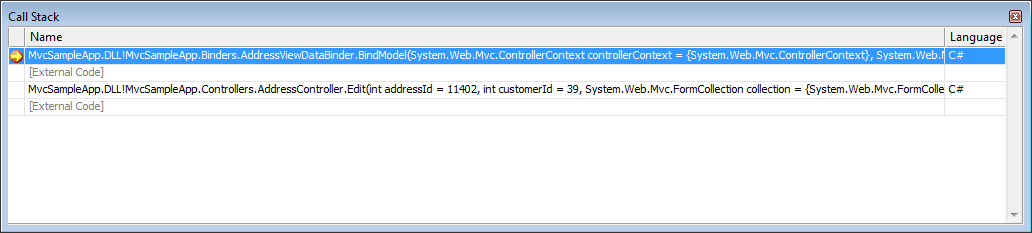 Call Stack
Name Language
MvcSampleApp.DLL!MvcSampleApp.Binders.AddressViewDataBinder.BindModel(System.Web.Mvc.ControllerContext controllerContext = {System.Web.Mvc.ControllerContext}, System.Web.M C#
[External Code]
MvcSampleApp.DLL!MvcSampleApp.Controllers.AddressController.Edit(int addressId = 11402, int customerId = 39, System.Web.Mvc.FormCollection collection = {System.Web.Mvc.FormColle C#
[External Code]